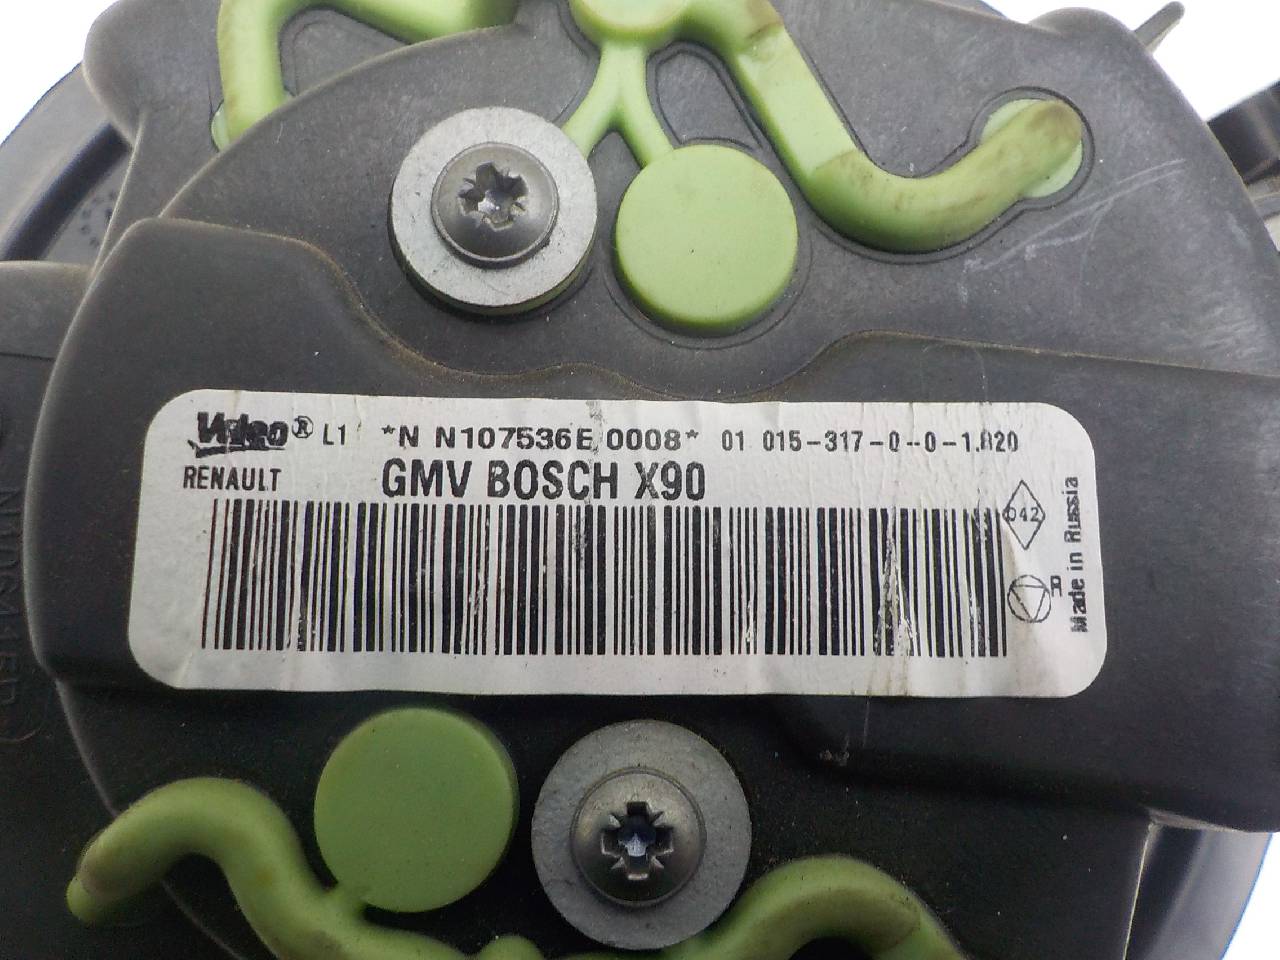 Valeo® L1 *N N107536E 0008* 01 015-317-0--0-1.820
RENAULT GMV BOSCH X90
042
R
Made in Russia